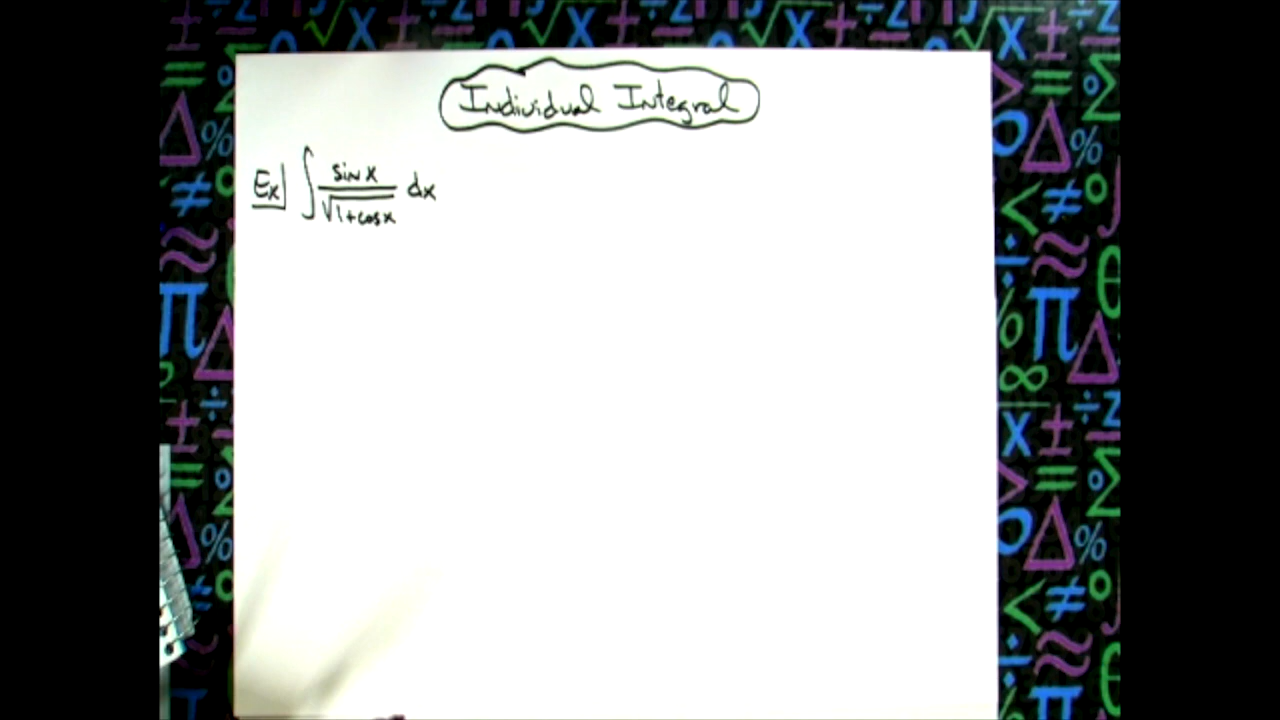 Individual Integral
Ex ∫ sin x / √(1+cos x) dx